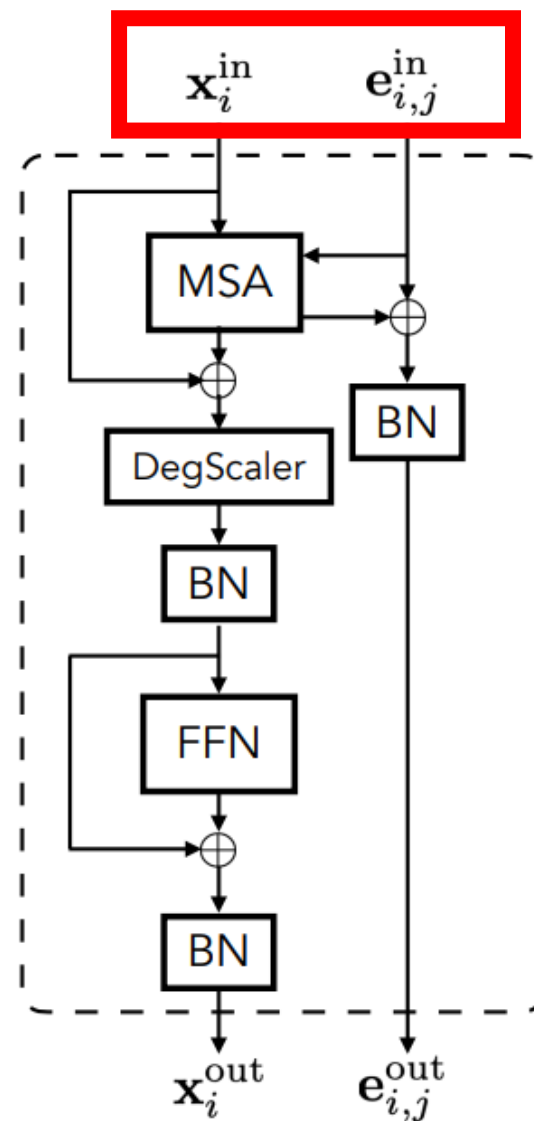 x_i^in e_{i,j}^in
MSA
BN
DegScaler
BN
FFN
BN
x_i^out e_{i,j}^out